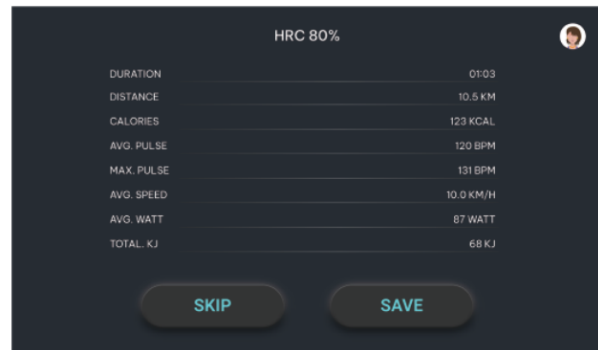 HRC 80%
DURATION 01:03
DISTANCE 10.5 KM
CALORIES 123 KCAL
AVG. PULSE 120 BPM
MAX. PULSE 131 BPM
AVG. SPEED 10.0 KM/H
AVG. WATT 87 WATT
TOTAL. KJ 68 KJ
SKIP SAVE